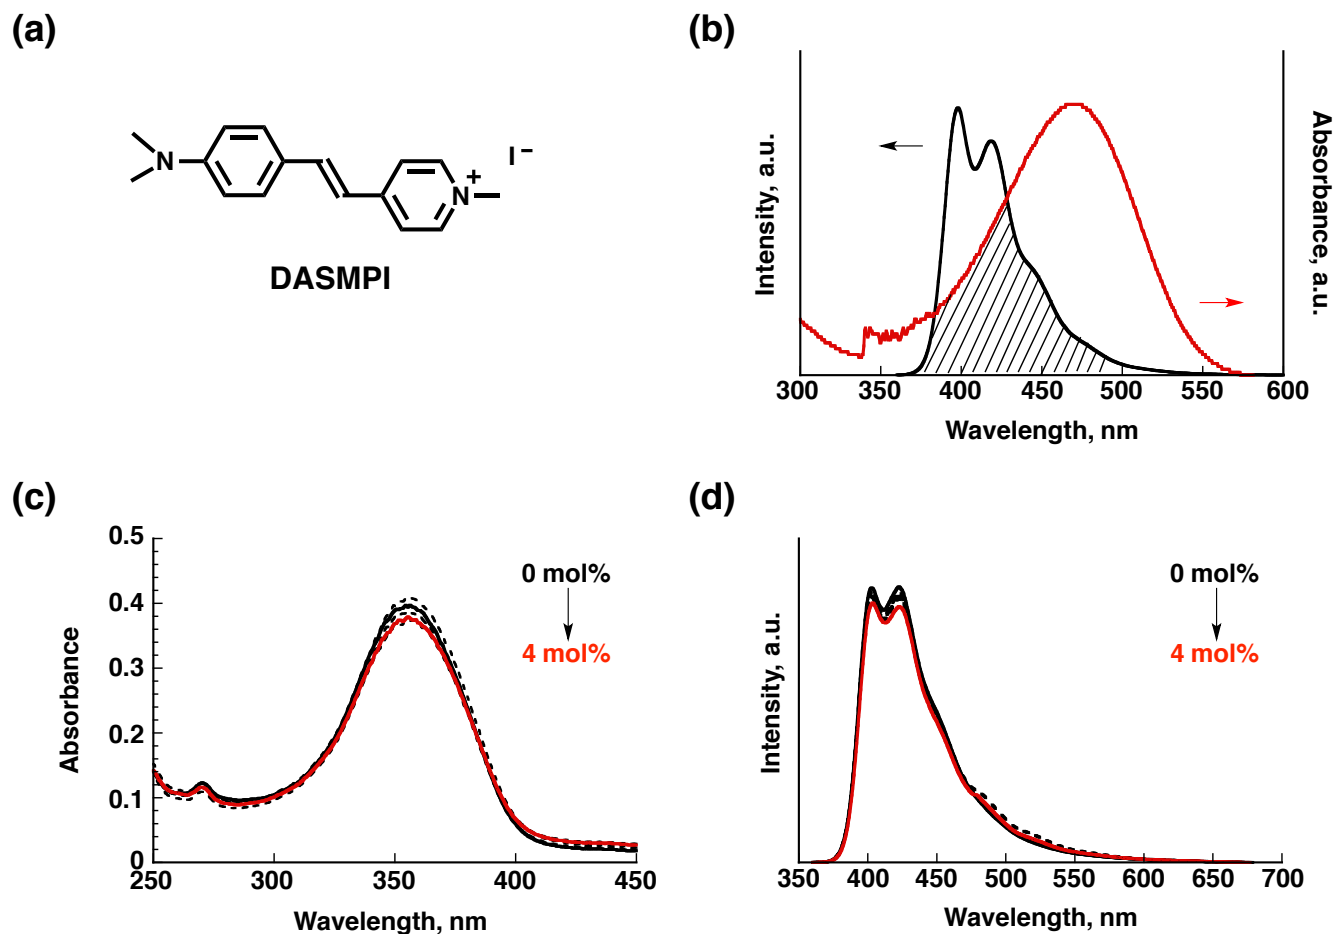 (a)
N
N
+
I −
DASMPI
(b)
Intensity, a.u.
Absorbance, a.u.
300 350 400 450 500 550 600
Wavelength, nm
(c)
Absorbance
0.5
0.4
0.3
0.2
0.1
0
0 mol%
4 mol%
250 300 350 400 450
Wavelength, nm
(d)
Intensity, a.u.
0 mol%
4 mol%
350 400 450 500 550 600 650 700
Wavelength, nm